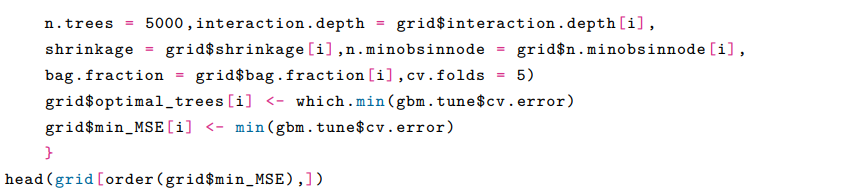 n.trees = 5000,interaction.depth = grid$interaction.depth[i],
shrinkage = grid$shrinkage[i],n.minobsinnode = grid$n.minobsinnode[i],
bag.fraction = grid$bag.fraction[i],cv.folds = 5)
grid$optimal_trees[i] <- which.min(gbm.tune$cv.error)
grid$min_MSE[i] <- min(gbm.tune$cv.error)
}
head(grid[order(grid$min_MSE),])